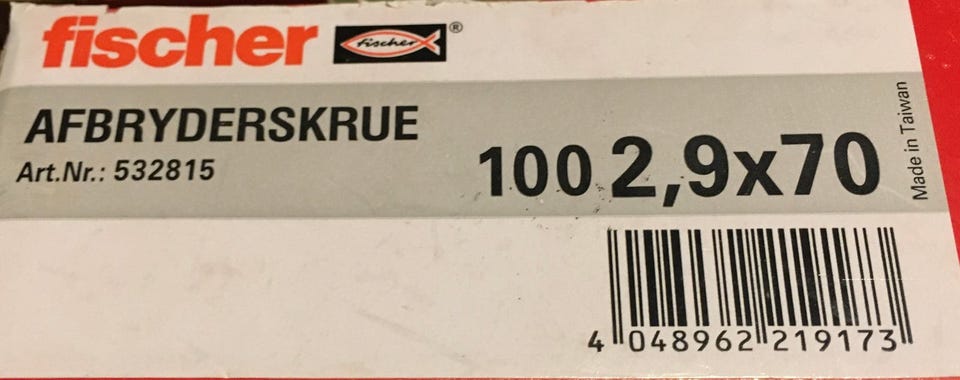 fischer fischer®
AFBRYDERSKRUE
Art.Nr.: 532815
100 2,9x70
Made in Taiwan
4 048962 219173